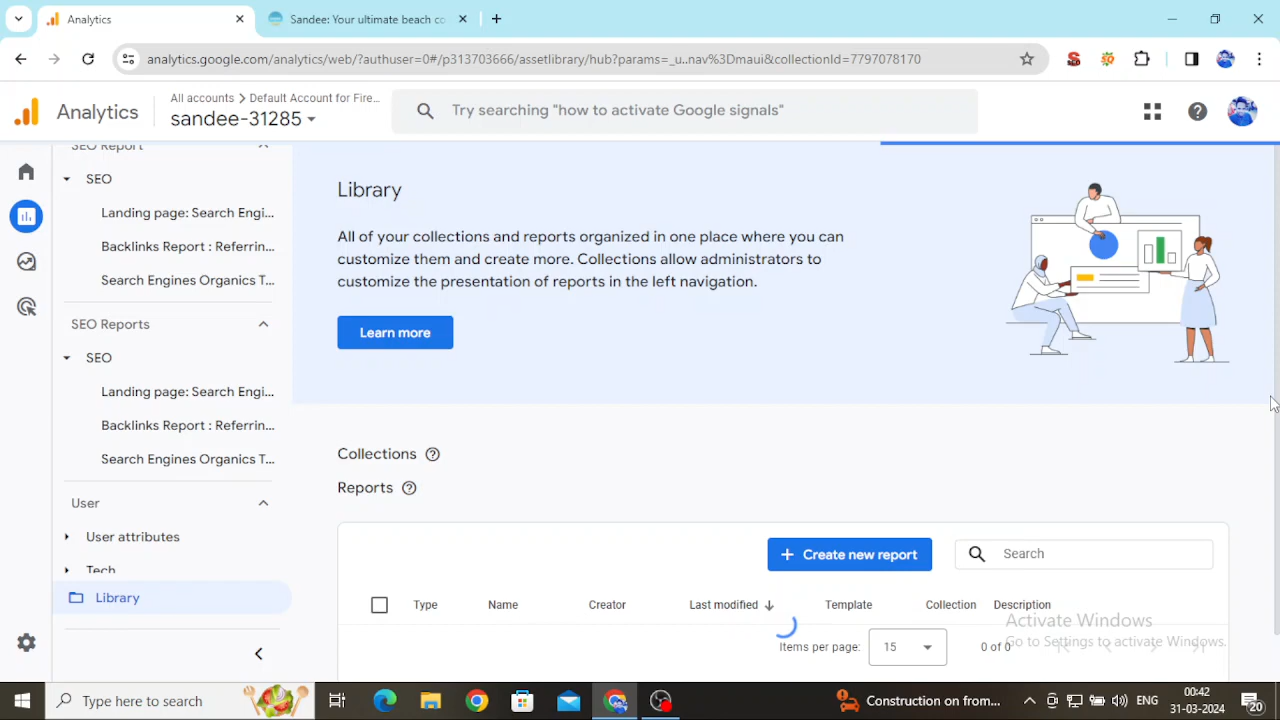 Analytics
Sandee: Your ultimate beach co
analytics.google.com/analytics/web/?authuser=0#/p313703666/assetlibrary/hub?params=_u..nav%3Dmaui&collectionId=7797078170
Analytics
All accounts > Default Account for Fire...
sandee-31285
Try searching "how to activate Google signals"
SEO Report
SEO
Landing page: Search Engi...
Backlinks Report : Referrin...
Search Engines Organics T...
SEO Reports
SEO
Landing page: Search Engi...
Backlinks Report : Referrin...
Search Engines Organics T...
User
User attributes
Tech
Library
Library
All of your collections and reports organized in one place where you can
customize them and create more. Collections allow administrators to
customize the presentation of reports in the left navigation.
Learn more
Collections
Reports
+ Create new report
Search
Type Name Creator Last modified Template Collection Description
Items per page: 15 0 of 0
Activate Windows
Go to Settings to activate Windows.
Type here to search
Construction on from...
ENG
00:42
31-03-2024
20